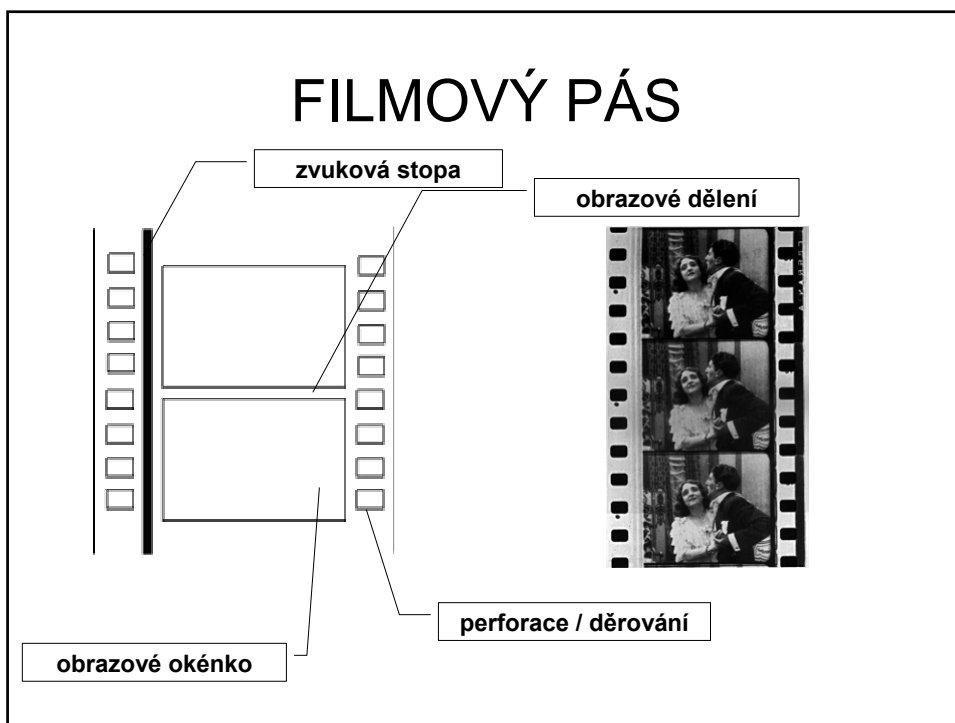 FILMOVÝ PÁS
zvuková stopa
obrazové dělení
perforace / děrování
obrazové okénko